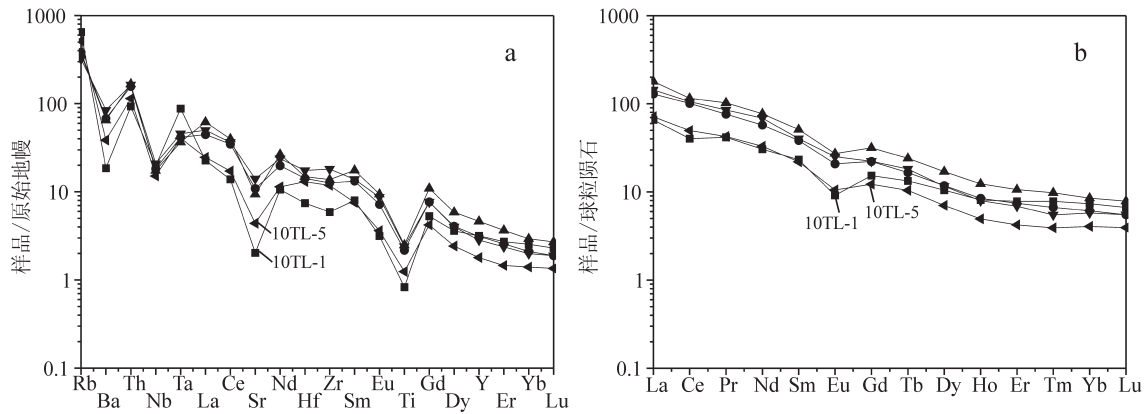 1000
100
10
1
0.1
样品/原始地幔
a
10TL-5
10TL-1
Rb Th Ta Ce Nd Zr Eu Gd Y Yb
Ba Nb La Sr Hf Sm Ti Dy Er Lu
1000
100
10
1
0.1
样品/球粒陨石
b
10TL-1
10TL-5
La Ce Pr Nd Sm Eu Gd Tb Dy Ho Er Tm Yb Lu